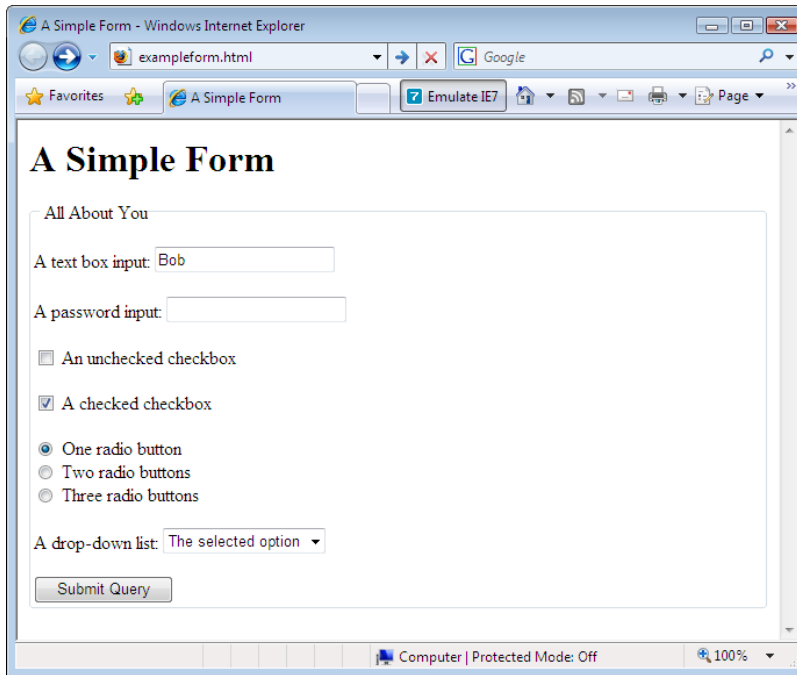 A Simple Form - Windows Internet Explorer
exampleform.html
G Google
Favorites
A Simple Form
7 Emulate IE7
Page
»
A Simple Form
All About You
A text box input: Bob
A password input:
An unchecked checkbox
A checked checkbox
One radio button
Two radio buttons
Three radio buttons
A drop-down list: The selected option
Submit Query
Computer | Protected Mode: Off
100%